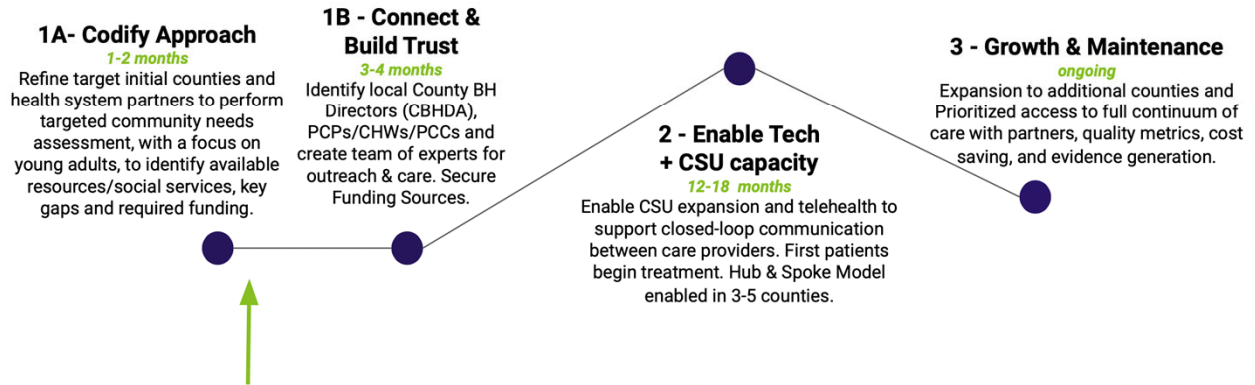 1A- Codify Approach
1-2 months
Refine target initial counties and
health system partners to perform
targeted community needs
assessment, with a focus on
young adults, to identify available
resources/social services, key
gaps and required funding.
1B - Connect &
Build Trust
3-4 months
Identify local County BH
Directors (CBHDA),
PCPs/CHWs/PCCs and
create team of experts for
outreach & care. Secure
Funding Sources.
2 - Enable Tech
+ CSU capacity
12-18 months
Enable CSU expansion and telehealth to
support closed-loop communication
between care providers. First patients
begin treatment. Hub & Spoke Model
enabled in 3-5 counties.
3 - Growth & Maintenance
ongoing
Expansion to additional counties and
Prioritized access to full continuum of
care with partners, quality metrics, cost
saving, and evidence generation.